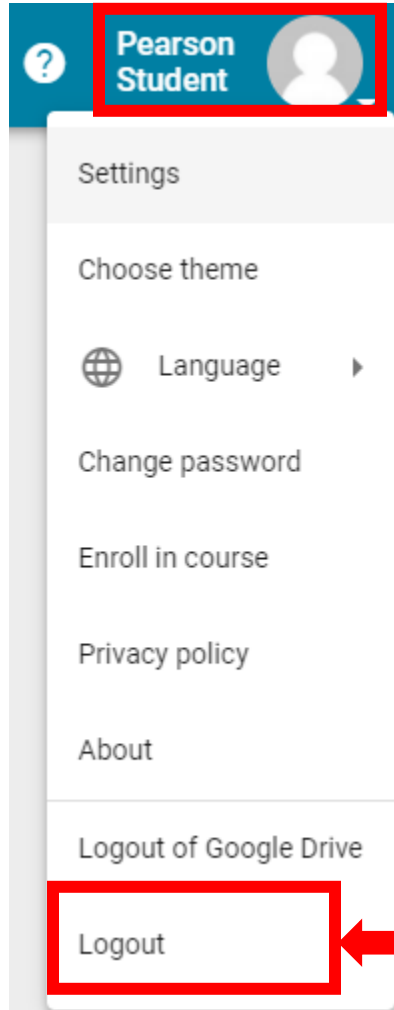 ?
Pearson
Student
Settings
Choose theme
Language
Change password
Enroll in course
Privacy policy
About
Logout of Google Drive
Logout